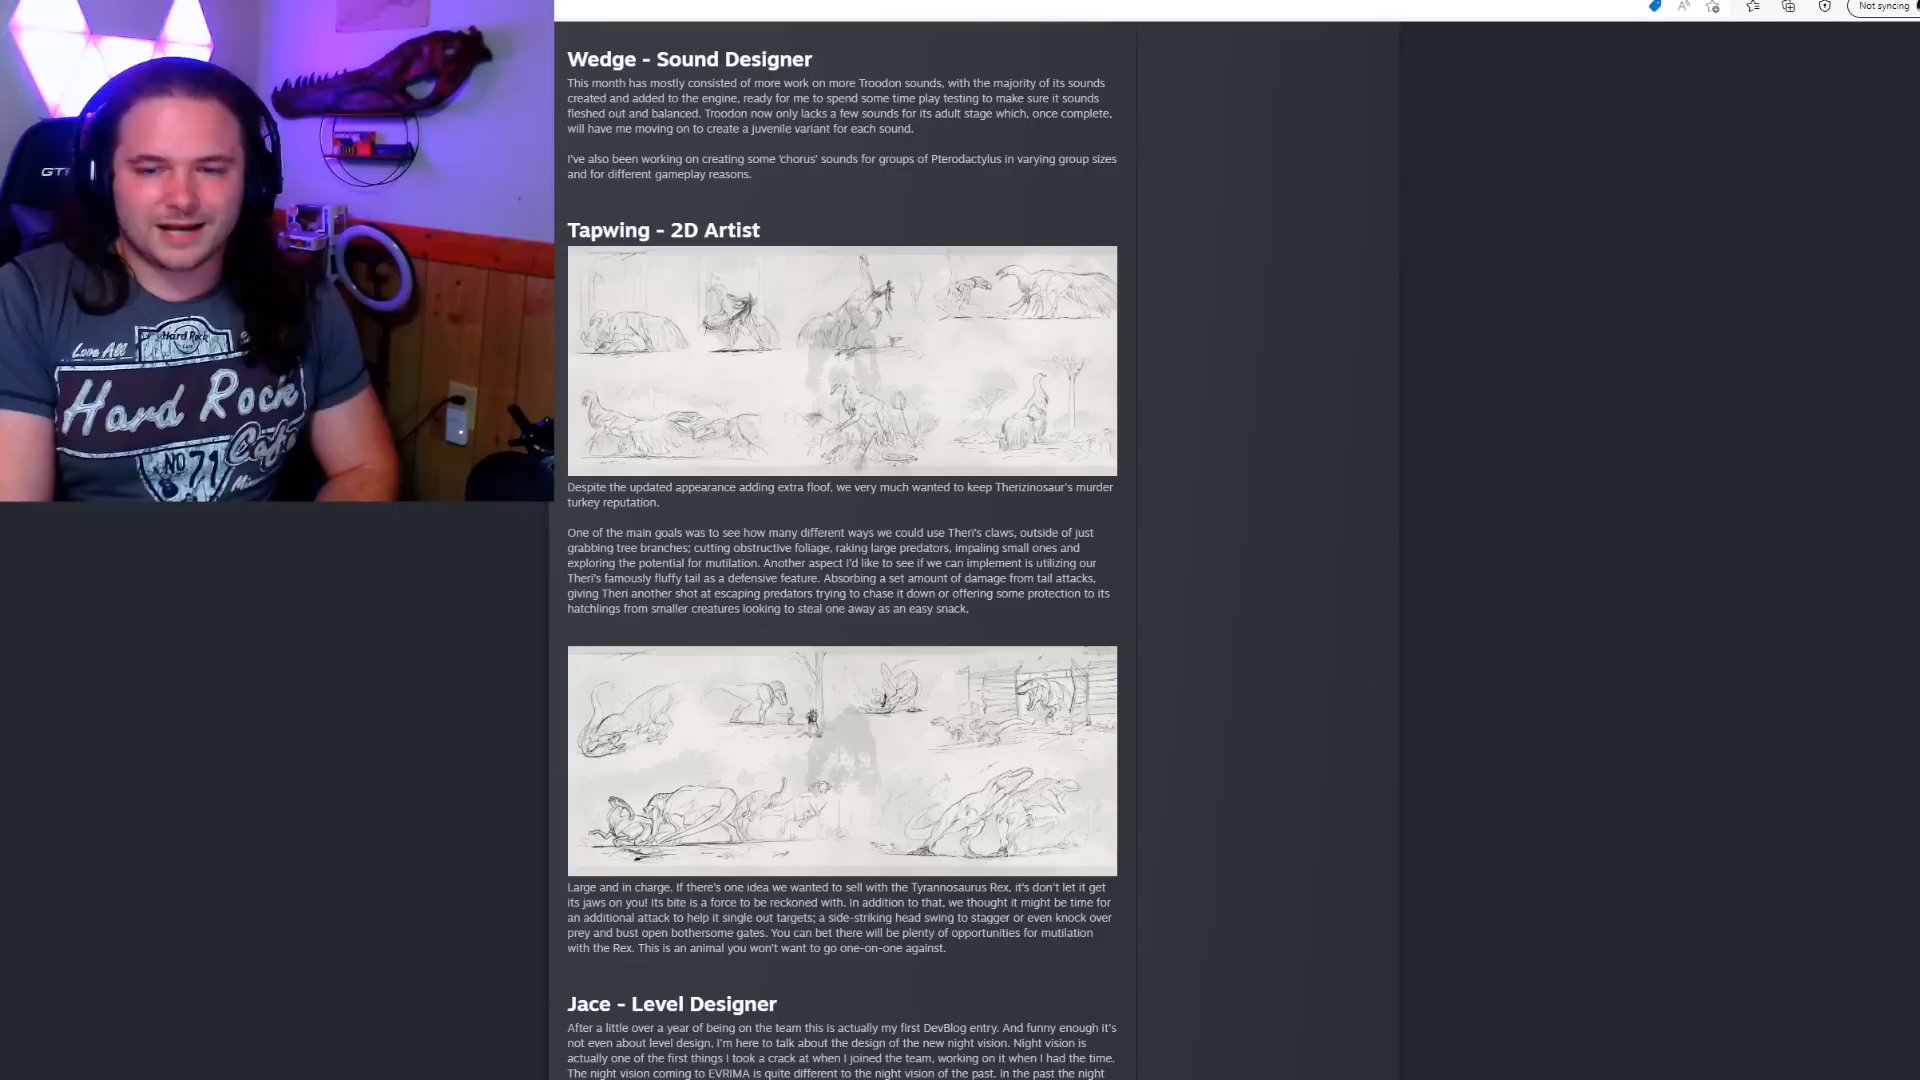 Not syncing
Wedge - Sound Designer
This month has mostly consisted of more work on more Troodon sounds, with the majority of its sounds
created and added to the engine, ready for me to spend some time play testing to make sure it sounds
fleshed out and balanced. Troodon now only lacks a few sounds for its adult stage which, once complete,
will have me moving on to create a juvenile variant for each sound.
I've also been working on creating some 'chorus' sounds for groups of Pterodactylus in varying group sizes
and for different gameplay reasons.
Tapwing - 2D Artist
Despite the updated appearance adding extra floof, we very much wanted to keep Therizinosaur's murder
turkey reputation.
One of the main goals was to see how many different ways we could use Theri's claws, outside of just
grabbing tree branches; cutting obstructive foliage, raking large predators, impaling small ones and
exploring the potential for mutilation. Another aspect I'd like to see if we can implement is utilizing our
Theri's famously fluffy tail as a defensive feature. Absorbing a set amount of damage from tail attacks,
giving Theri another shot at escaping predators trying to chase it down or offering some protection to its
hatchlings from smaller creatures looking to steal one away as an easy snack.
Large and in charge. If there's one idea we wanted to sell with the Tyrannosaurus Rex, it's don't let it get
its jaws on you! Its bite is a force to be reckoned with. In addition to that, we thought it might be time for
an additional attack to help it single out targets; a side-striking head swing to stagger or even knock over
prey and bust open bothersome gates. You can bet there will be plenty of opportunities for mutilation
with the Rex. This is an animal you won't want to go one-on-one against.
Jace - Level Designer
After a little over a year of being on the team this is actually my first DevBlog entry. And funny enough it's
not even about level design, I'm here to talk about the design of the new night vision. Night vision is
actually one of the first things I took a crack at when I joined the team, working on it when I had the time.
The night vision coming to EVRIMA is quite different to the night vision of the past. In the past the night
GT
Hard Rock
Love All
Hard Rock
Cafe
NO
71